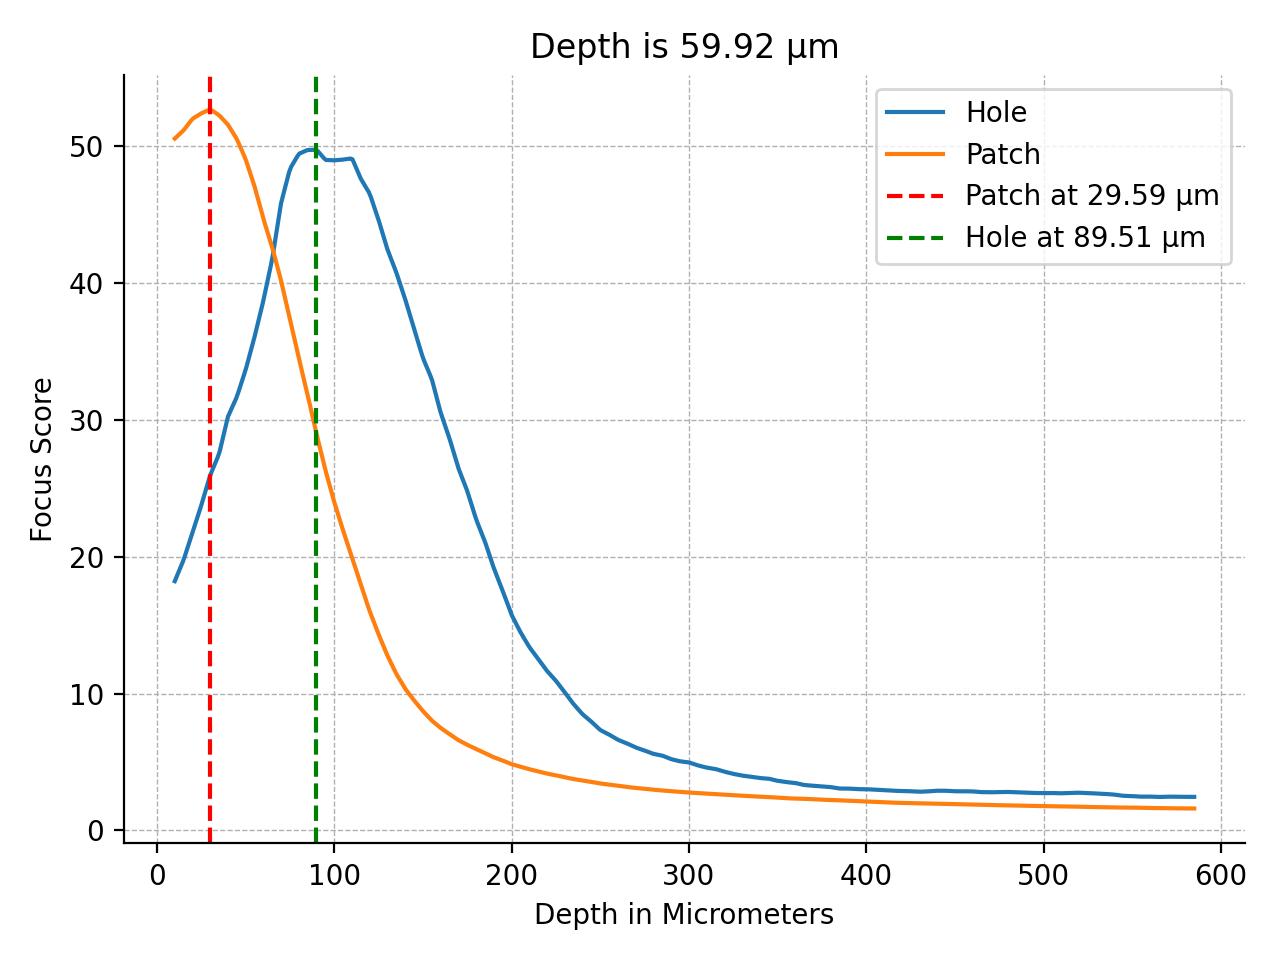 Depth is 59.92 µm
Hole
Patch
Patch at 29.59 µm
Hole at 89.51 µm
Focus Score
50
40
30
20
10
0
0 100 200 300 400 500 600
Depth in Micrometers